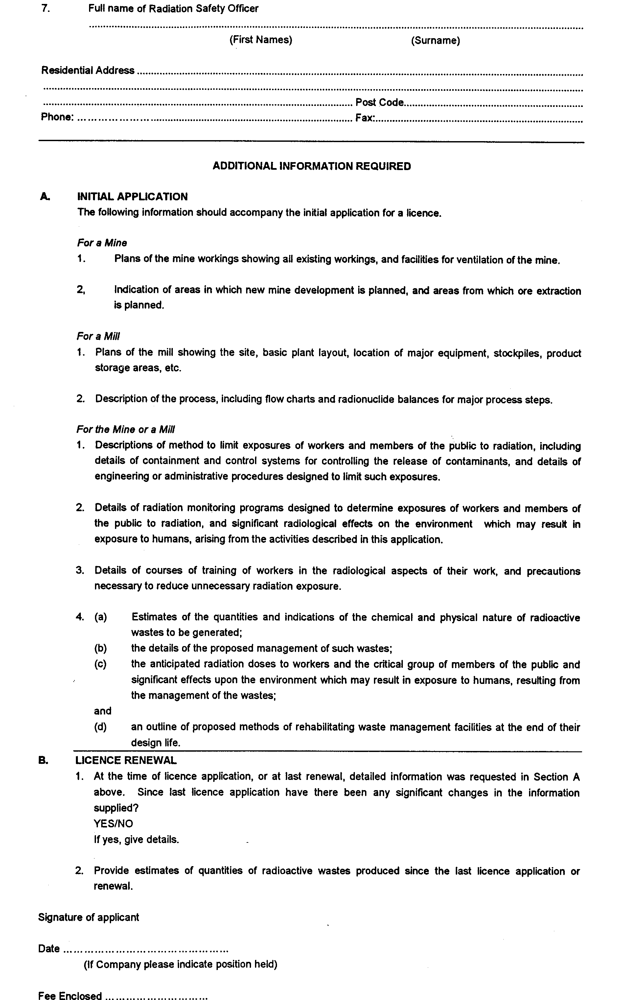 7. Full name of Radiation Safety Officer
(First Names) (Surname)
Residential Address
Post Code
Phone: Fax:
ADDITIONAL INFORMATION REQUIRED
A. INITIAL APPLICATION
The following information should accompany the initial application for a licence.
For a Mine
1. Plans of the mine workings showing all existing workings, and facilities for ventilation of the mine.
2, Indication of areas in which new mine development is planned, and areas from which ore extraction
is planned.
For a Mill
1. Plans of the mill showing the site, basic plant layout, location of major equipment, stockpiles, product
storage areas, etc.
2. Description of the process, including flow charts and radionuclide balances for major process steps.
For the Mine or a Mill
1. Descriptions of method to limit exposures of workers and members of the public to radiation, including
details of containment and control systems for controlling the release of contaminants, and details of
engineering or administrative procedures designed to limit such exposures.
2. Details of radiation monitoring programs designed to determine exposures of workers and members of
the public to radiation, and significant radiological effects on the environment which may result in
exposure to humans, arising from the activities described in this application.
3. Details of courses of training of workers in the radiological aspects of their work, and precautions
necessary to reduce unnecessary radiation exposure.
4. (a) Estimates of the quantities and indications of the chemical and physical nature of radioactive
wastes to be generated;
(b) the details of the proposed management of such wastes;
(c) the anticipated radiation doses to workers and the critical group of members of the public and
significant effects upon the environment which may result in exposure to humans, resulting from
the management of the wastes;
and
(d) an outline of proposed methods of rehabilitating waste management facilities at the end of their
design life.
B. LICENCE RENEWAL
1. At the time of licence application, or at last renewal, detailed information was requested in Section A
above. Since last licence application have there been any significant changes in the information
supplied?
YES/NO
If yes, give details.
2. Provide estimates of quantities of radioactive wastes produced since the last licence application or
renewal.
Signature of applicant
Date
(If Company please indicate position held)
Fee Enclosed